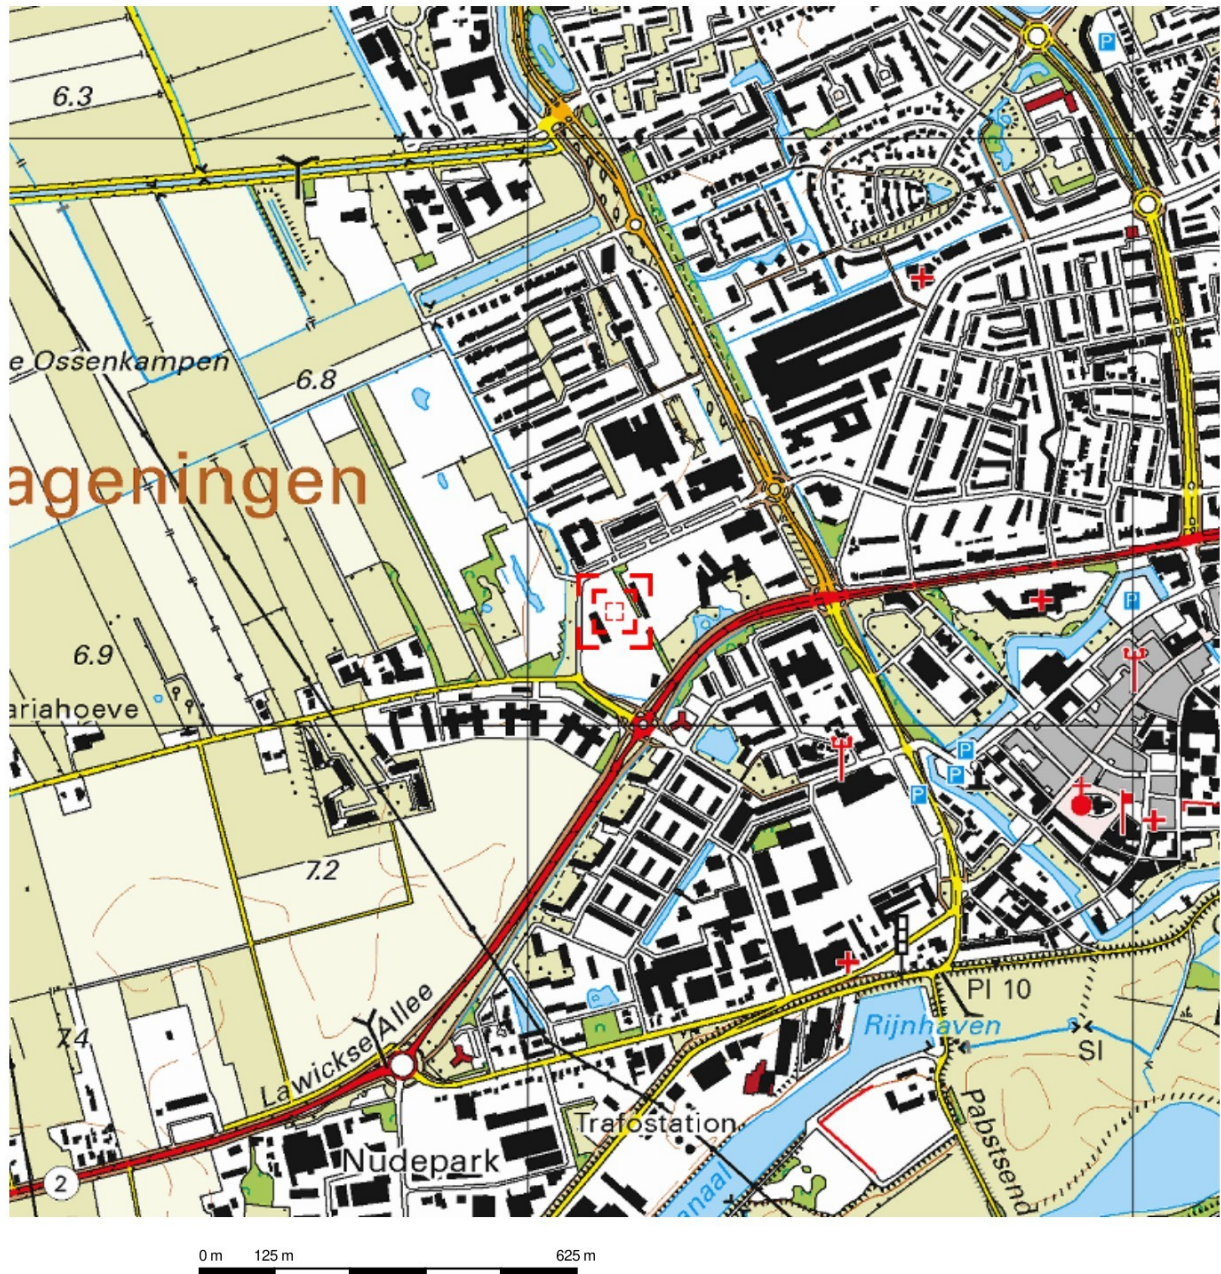 P
6.3
e Ossenkampen
6.8
ageningen
P
6.9
ariahoeve
P
P
P
7.2
Pl 10
Rijnhaven
Sl
7.4
Lawickse Allee
Pabstsend
Trafostation
Nudepark
2
anaal
0 m 125 m 625 m